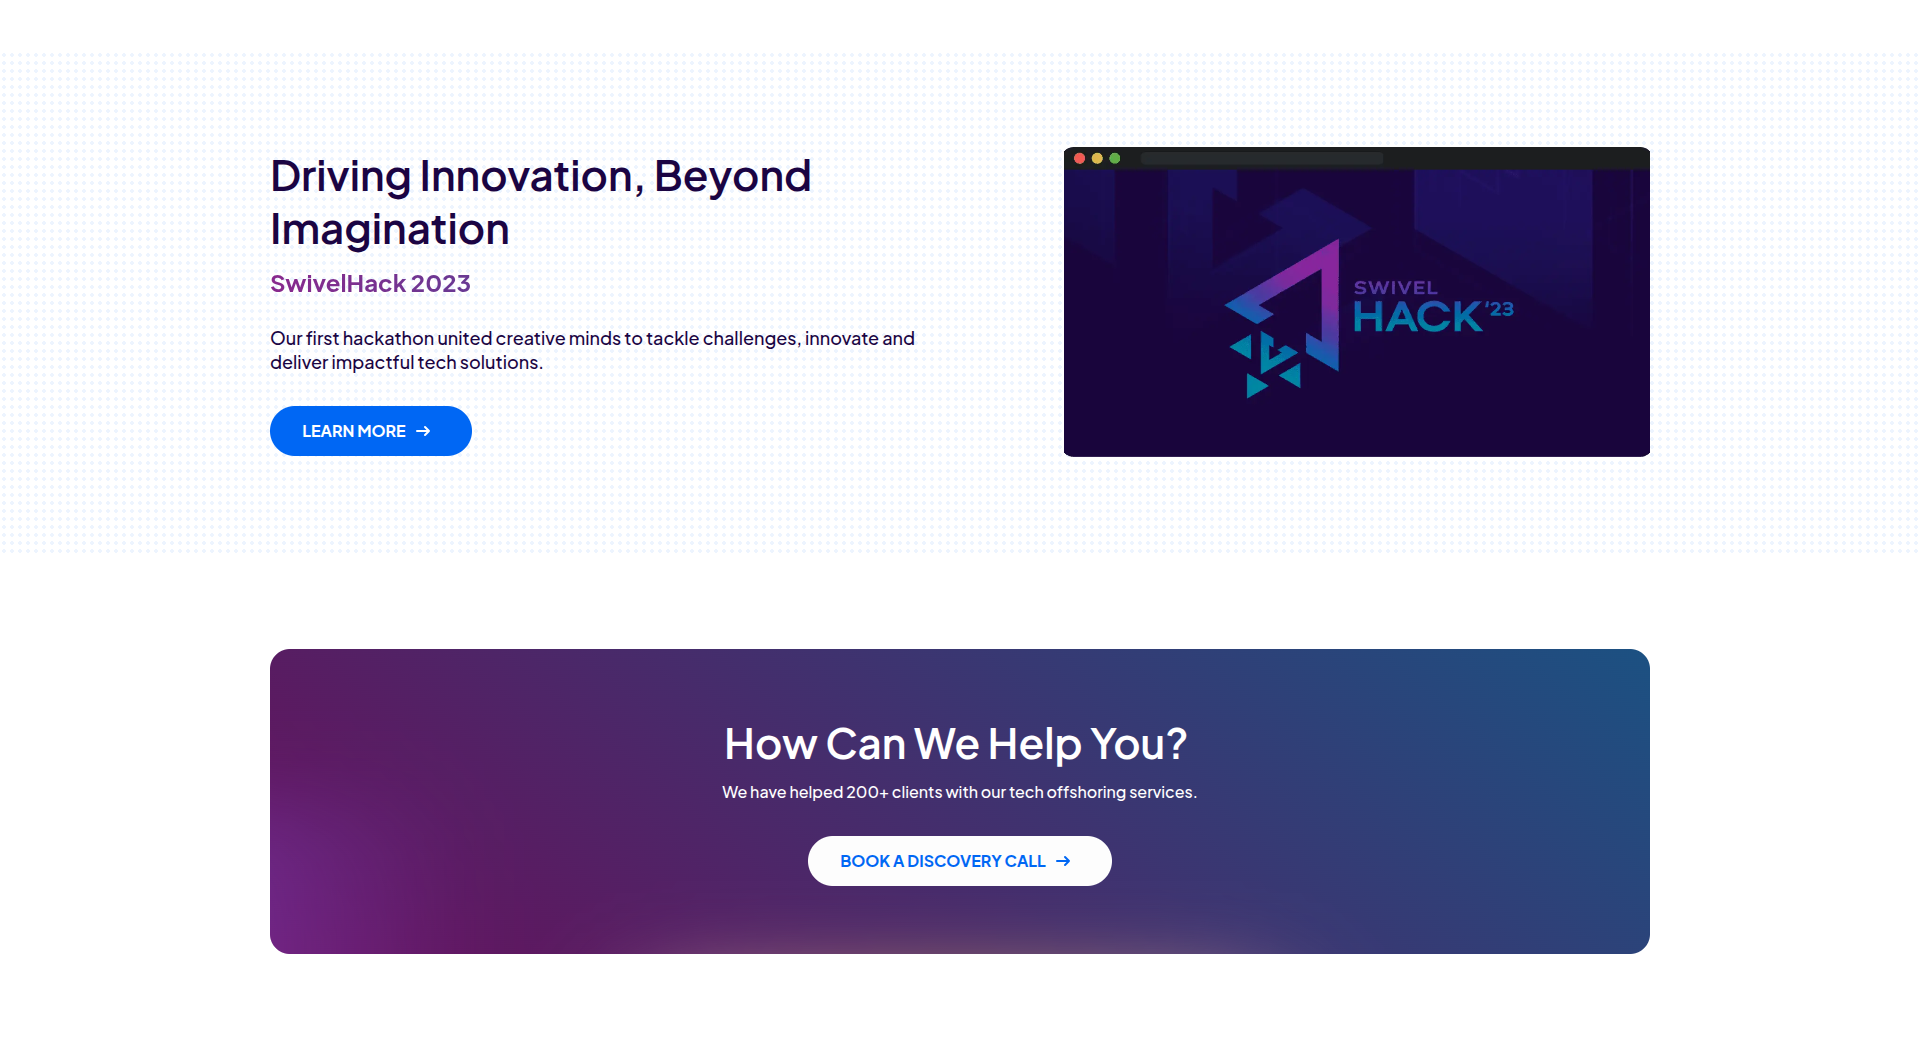 Driving Innovation, Beyond
Imagination
SwivelHack 2023
Our first hackathon united creative minds to tackle challenges, innovate and
deliver impactful tech solutions.
LEARN MORE →
SWIVEL
HACK '23
How Can We Help You?
We have helped 200+ clients with our tech offshoring services.
BOOK A DISCOVERY CALL →